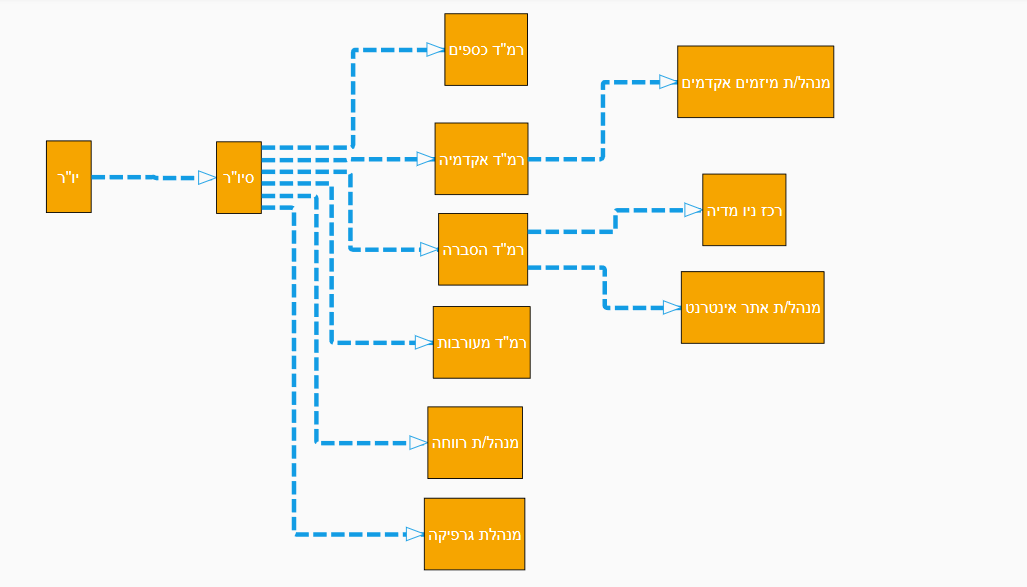 יו"ר
סיו"ר
רמ"ד כספים
רמ"ד אקדמיה
רמ"ד הסברה
רמ"ד מעורבות
מנהל/ת רווחה
מנהלת גרפיקה
מנהל/ת מיזמים אקדמים
רכז ניו מדיה
מנהל/ת אתר אינטרנט